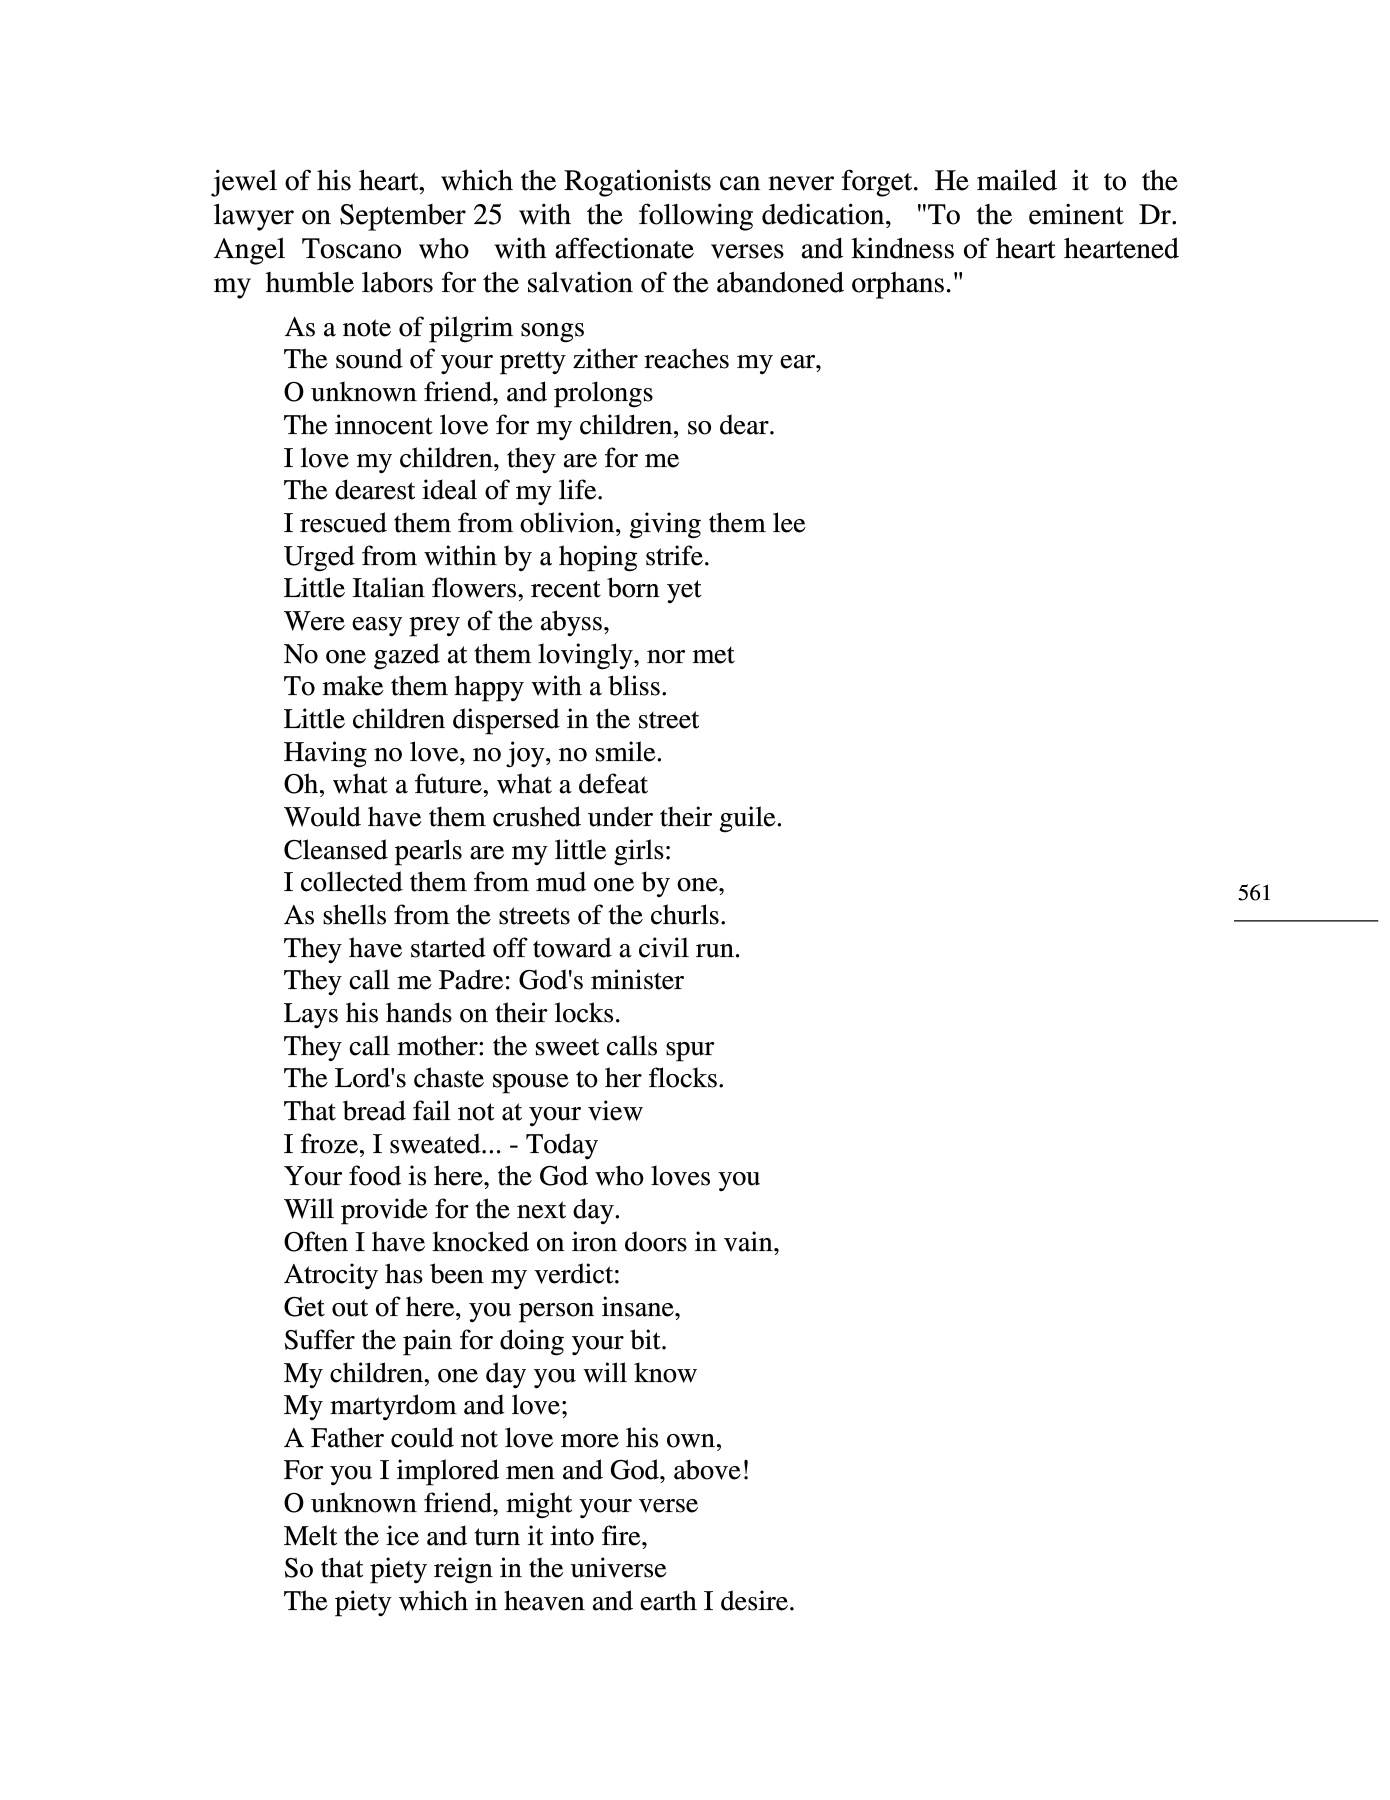 jewel of his heart, which the Rogationists can never forget. He mailed it to the
lawyer on September 25 with the following dedication, "To the eminent Dr.
Angel Toscano who with affectionate verses and kindness of heart heartened
my humble labors for the salvation of the abandoned orphans."
As a note of pilgrim songs
The sound of your pretty zither reaches my ear,
O unknown friend, and prolongs
The innocent love for my children, so dear.
I love my children, they are for me
The dearest ideal of my life.
I rescued them from oblivion, giving them lee
Urged from within by a hoping strife.
Little Italian flowers, recent born yet
Were easy prey of the abyss,
No one gazed at them lovingly, nor met
To make them happy with a bliss.
Little children dispersed in the street
Having no love, no joy, no smile.
Oh, what a future, what a defeat
Would have them crushed under their guile.
Cleansed pearls are my little girls:
I collected them from mud one by one,
As shells from the streets of the churls.
They have started off toward a civil run.
They call me Padre: God's minister
Lays his hands on their locks.
They call mother: the sweet calls spur
The Lord's chaste spouse to her flocks.
That bread fail not at your view
I froze, I sweated... - Today
Your food is here, the God who loves you
Will provide for the next day.
Often I have knocked on iron doors in vain,
Atrocity has been my verdict:
Get out of here, you person insane,
Suffer the pain for doing your bit.
My children, one day you will know
My martyrdom and love;
A Father could not love more his own,
For you I implored men and God, above!
O unknown friend, might your verse
Melt the ice and turn it into fire,
So that piety reign in the universe
The piety which in heaven and earth I desire.
561